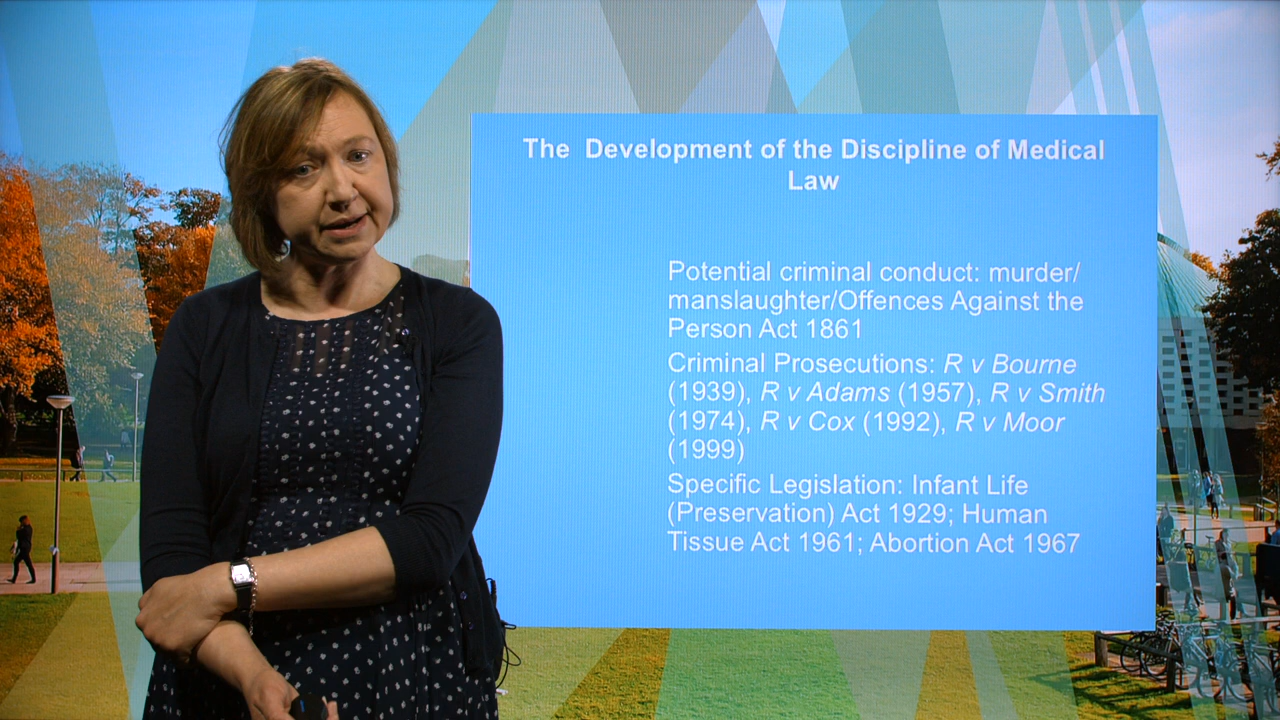 The Development of the Discipline of Medical
Law
Potential criminal conduct: murder/
manslaughter/Offences Against the
Person Act 1861
Criminal Prosecutions: R v Bourne
(1939), R v Adams (1957), R v Smith
(1974), R v Cox (1992), R v Moor
(1999)
Specific Legislation: Infant Life
(Preservation) Act 1929; Human
Tissue Act 1961; Abortion Act 1967